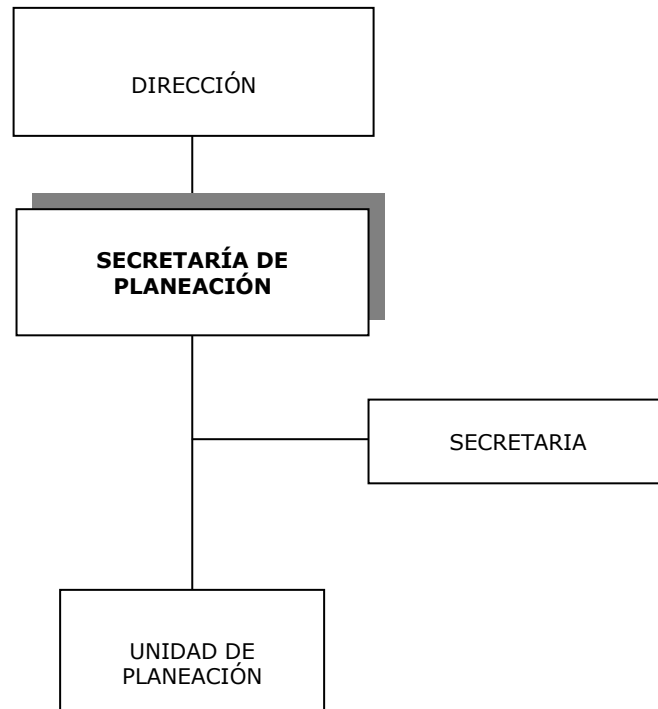 DIRECCIÓN
SECRETARÍA DE
PLANEACIÓN
SECRETARIA
UNIDAD DE
PLANEACIÓN